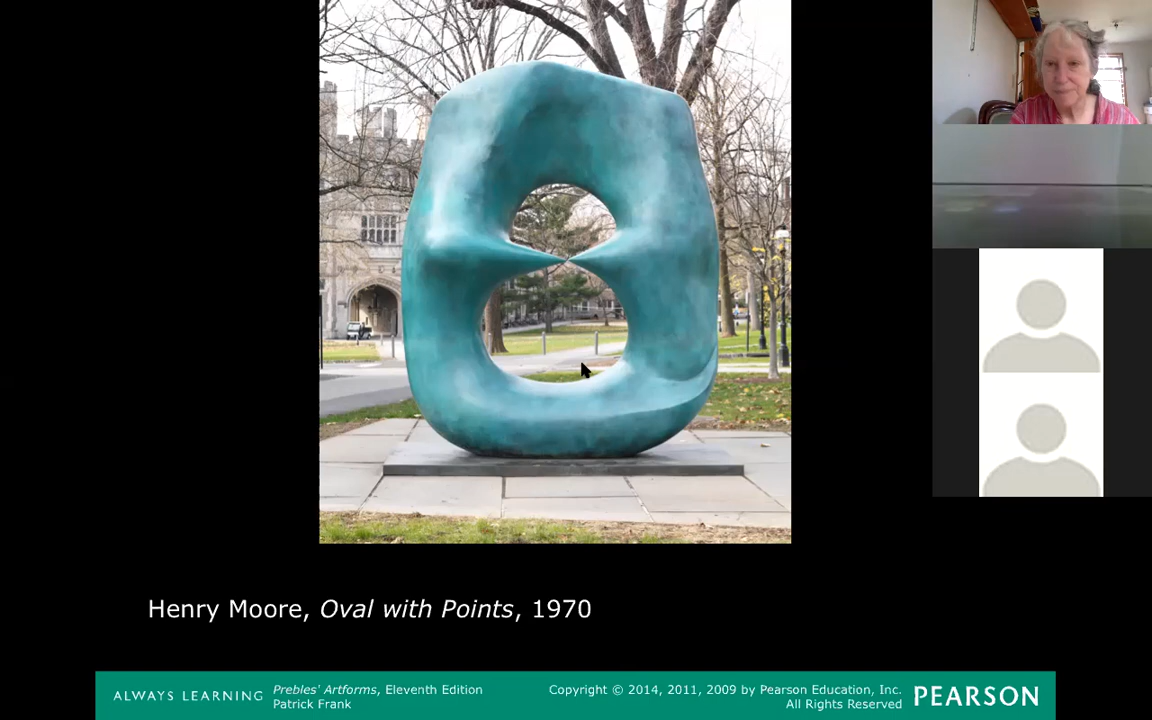 Henry Moore, Oval with Points, 1970
ALWAYS LEARNING
Prebles' Artforms, Eleventh Edition
Patrick Frank
Copyright © 2014, 2011, 2009 by Pearson Education, Inc.
All Rights Reserved
PEARSON